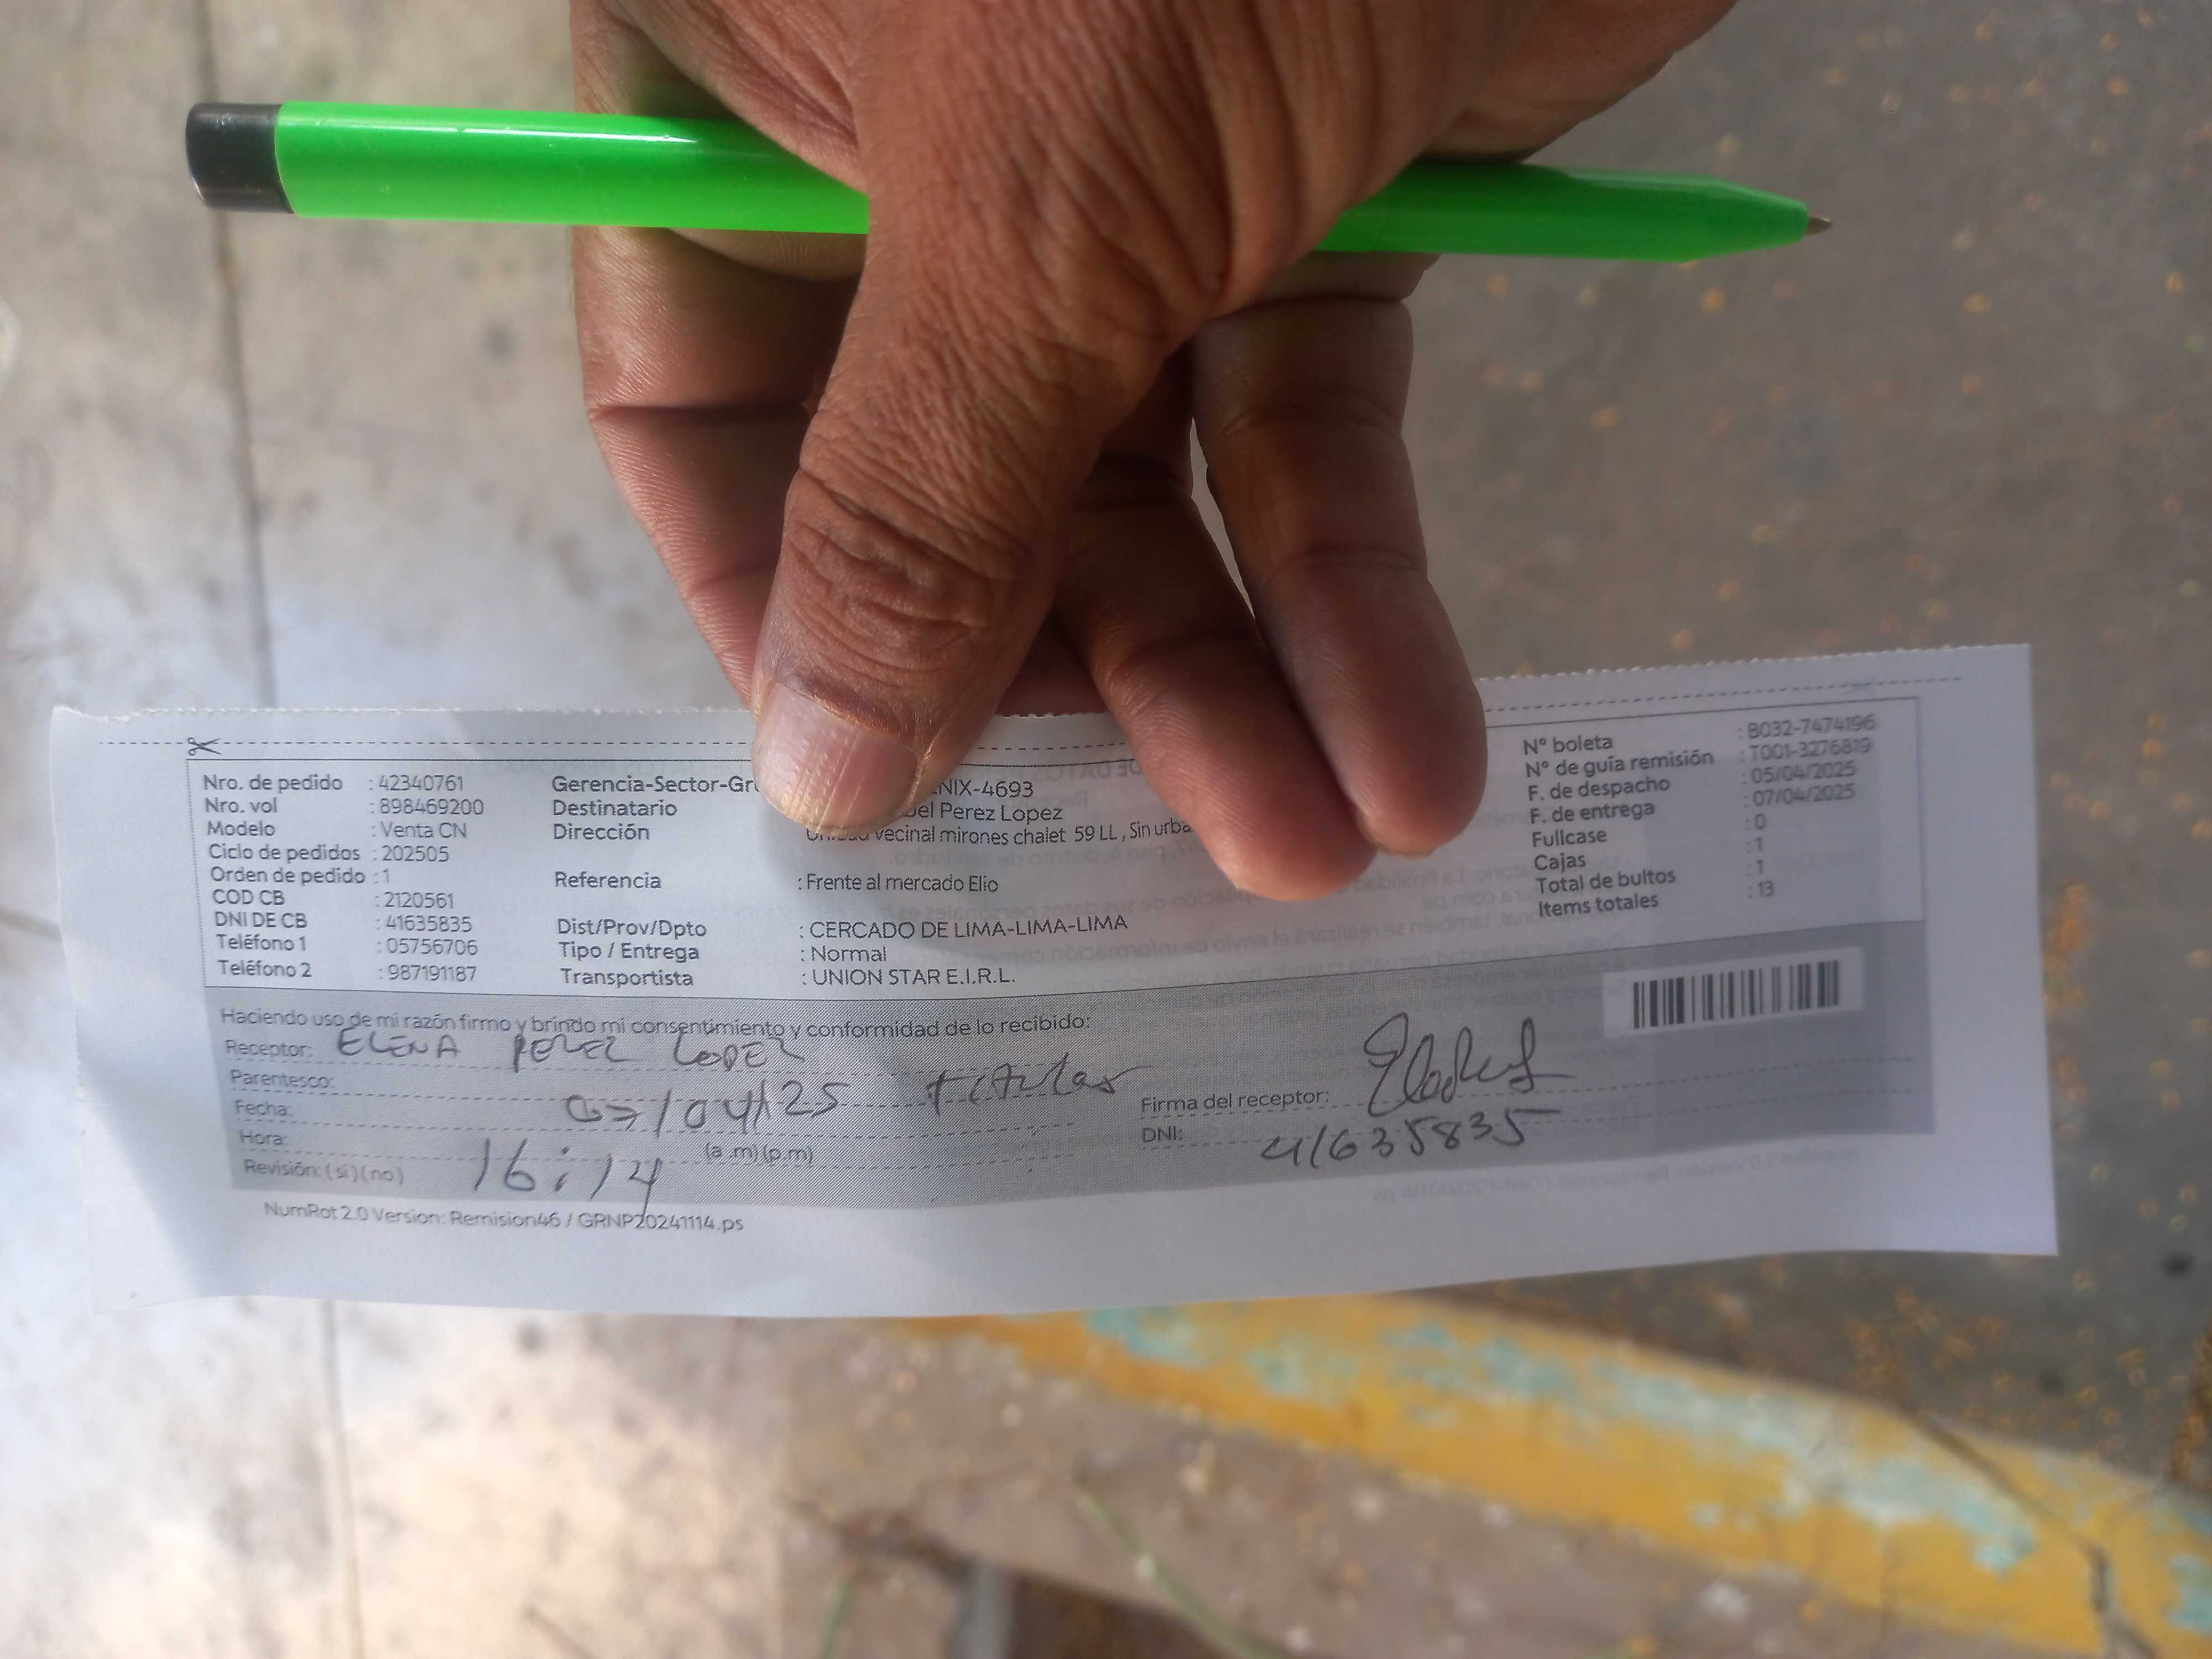 Nro. de pedido : 42340761
Nro. vol : 898469200
Modelo : Venta CN
Ciclo de pedidos : 202505
Orden de pedido : 1
COD CB : 2120561
DNI DE CB : 41635835
Teléfono 1 : 05756706
Teléfono 2 : 987191187
Gerencia-Sector-Gr NIX-4693
Destinatario el Perez Lopez
Dirección vecinal mirones chalet 59 LL, Sin urba
Referencia : Frente al mercado Elio
Dist/Prov/Dpto : CERCADO DE LIMA-LIMA-LIMA
Tipo / Entrega : Normal
Transportista : UNION STAR E.I.R.L.
N° boleta : B032-7474196
N° de guía remisión : T001-3276819
F. de despacho : 05/04/2025
F. de entrega : 07/04/2025
Fullcase : 0
Cajas : 1
Total de bultos : 1
Items totales : 13
Haciendo uso de mi razón firmo y brindo mi consentimiento y conformidad de lo recibido:
Receptor: ELENA PEREZ LOPEZ
Parentesco: titular
Fecha: 07/04/25
Hora: 16:14 (a.m)(p.m)
Revisión: (si)(no)
Firma del receptor:
DNI: 41635835
NumRot 2.0 Version: Remision46 / GRNP20241114.ps